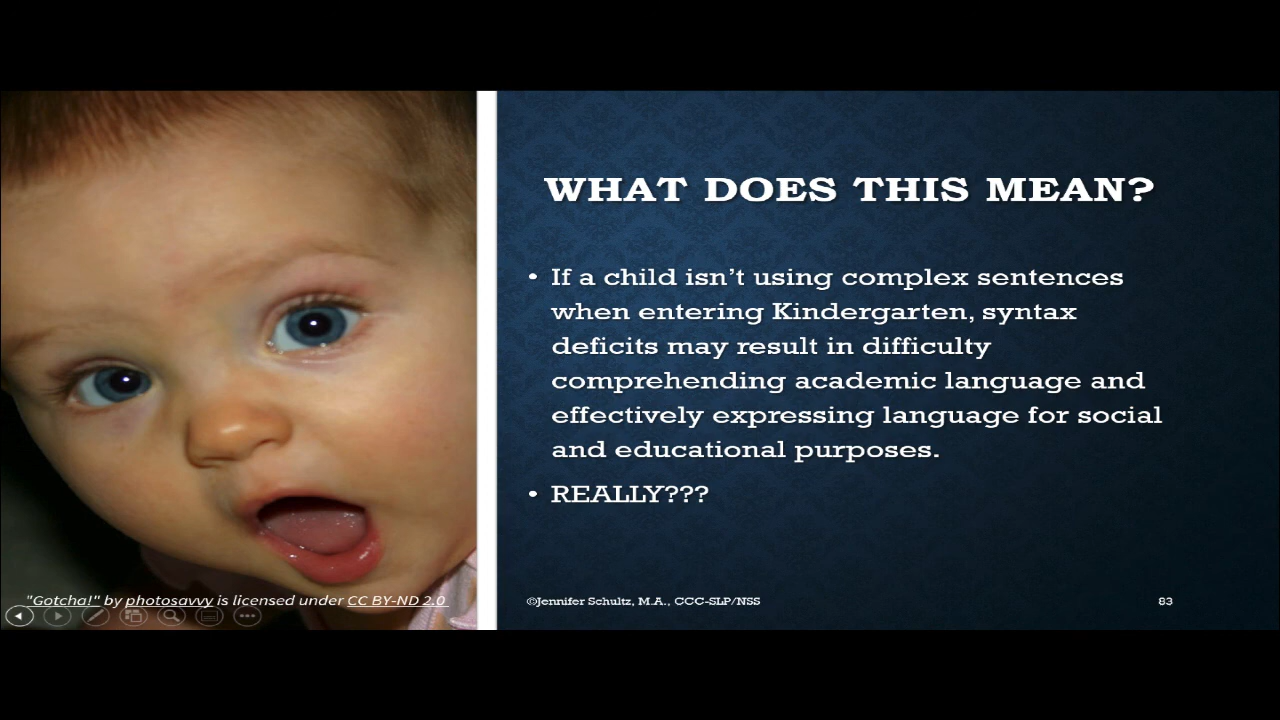 WHAT DOES THIS MEAN?
• If a child isn't using complex sentences
when entering Kindergarten, syntax
deficits may result in difficulty
comprehending academic language and
effectively expressing language for social
and educational purposes.
• REALLY???
"Gotcha!" by photosavvy is licensed under CC BY-ND 2.0
©Jennifer Schultz, M.A., CCC-SLP/NSS
83